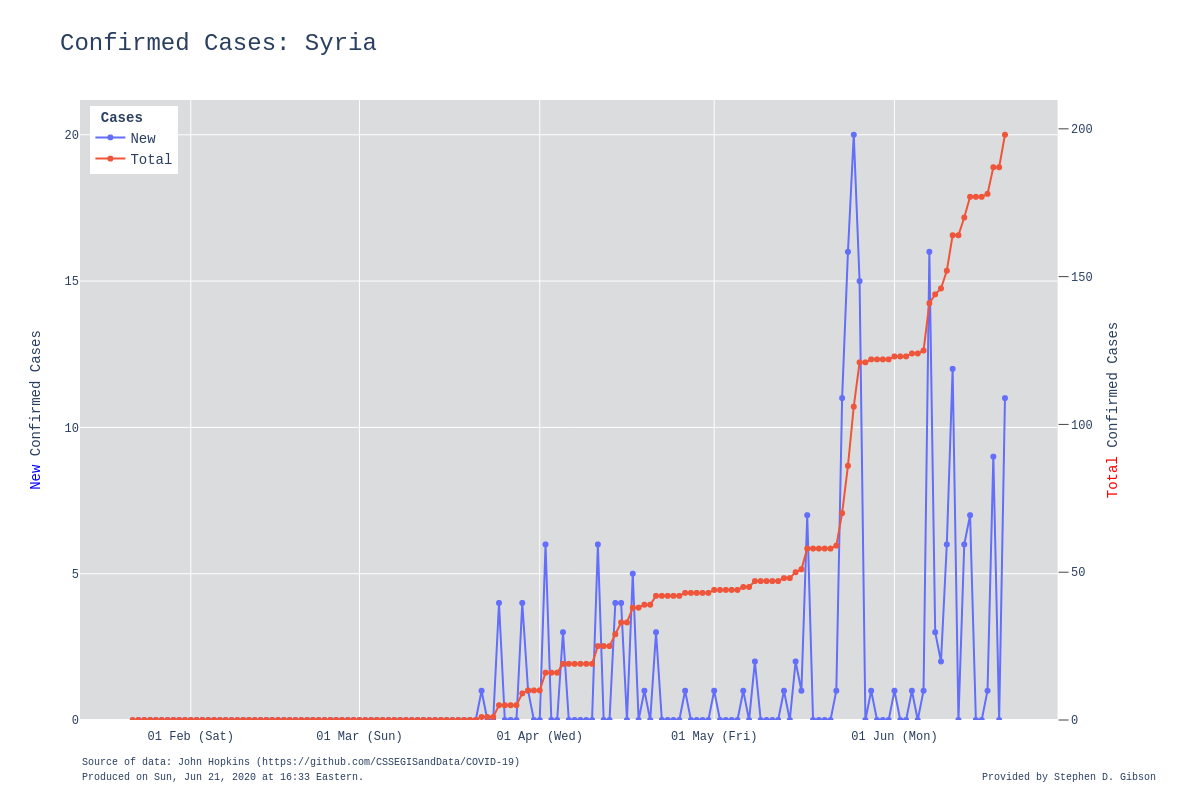 Confirmed Cases: Syria
Cases
New
Total
20
15
10
5
0
200
150
100
50
0
New Confirmed Cases
Total Confirmed Cases
01 Feb (Sat)
01 Mar (Sun)
01 Apr (Wed)
01 May (Fri)
01 Jun (Mon)
Source of data: John Hopkins (https://github.com/CSSEGISandData/COVID-19)
Produced on Sun, Jun 21, 2020 at 16:33 Eastern.
Provided by Stephen D. Gibson